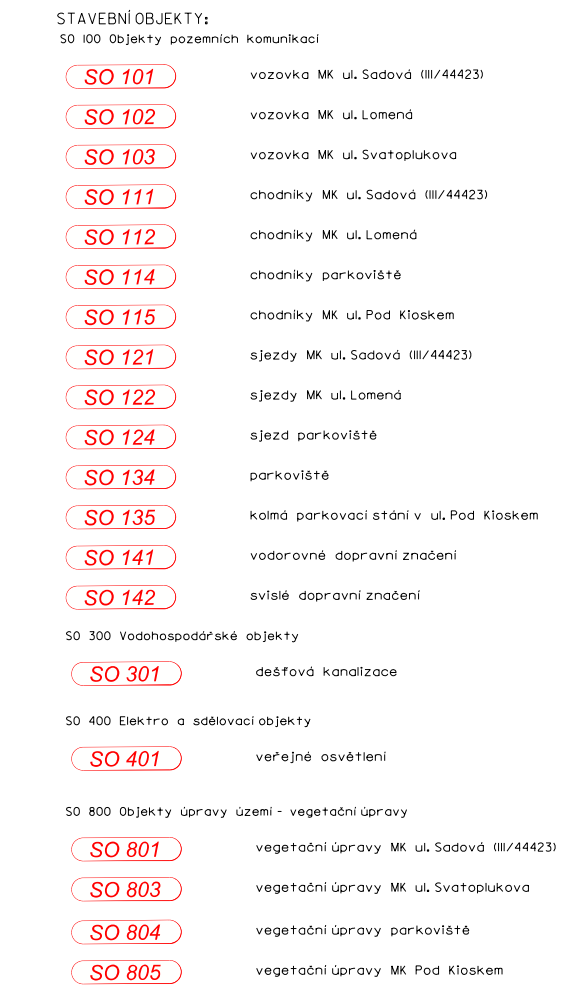 STAVEBNÍ OBJEKTY:
SO 100 Objekty pozemních komunikací
SO 101 vozovka MK ul. Sadová (III/44423)
SO 102 vozovka MK ul. Lomená
SO 103 vozovka MK ul. Svatoplukova
SO 111 chodníky MK ul. Sadová (III/44423)
SO 112 chodníky MK ul. Lomená
SO 114 chodníky parkoviště
SO 115 chodníky MK ul. Pod Kioskem
SO 121 sjezdy MK ul. Sadová (III/44423)
SO 122 sjezdy MK ul. Lomená
SO 124 sjezd parkoviště
SO 134 parkoviště
SO 135 kolmá parkovací stání v ul. Pod Kioskem
SO 141 vodorovné dopravní značení
SO 142 svislé dopravní značení
SO 300 Vodohospodářské objekty
SO 301 dešťová kanalizace
SO 400 Elektro a sdělovací objekty
SO 401 veřejné osvětlení
SO 800 Objekty úpravy území - vegetační úpravy
SO 801 vegetační úpravy MK ul. Sadová (III/44423)
SO 803 vegetační úpravy MK ul. Svatoplukova
SO 804 vegetační úpravy parkoviště
SO 805 vegetační úpravy MK Pod Kioskem